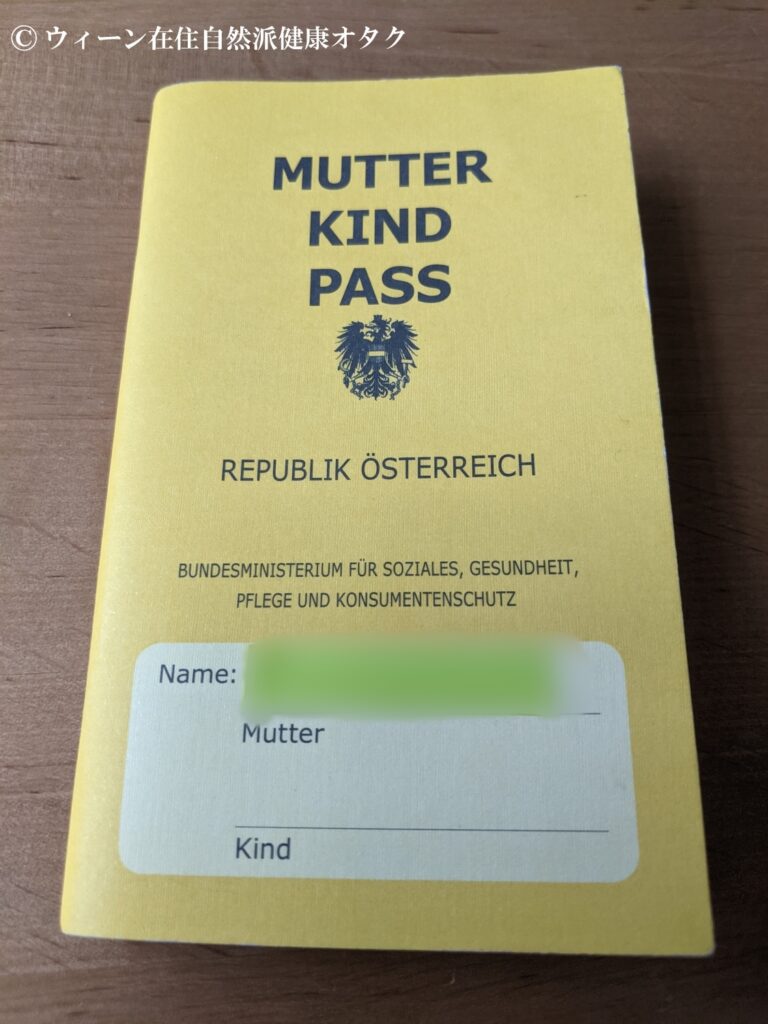 © ウィーン在住自然派健康オタク
MUTTER
KIND
PASS
REPUBLIK ÖSTERREICH
BUNDESMINISTERIUM FÜR SOZIALES, GESUNDHEIT,
PFLEGE UND KONSUMENTENSCHUTZ
Name:
Mutter
Kind